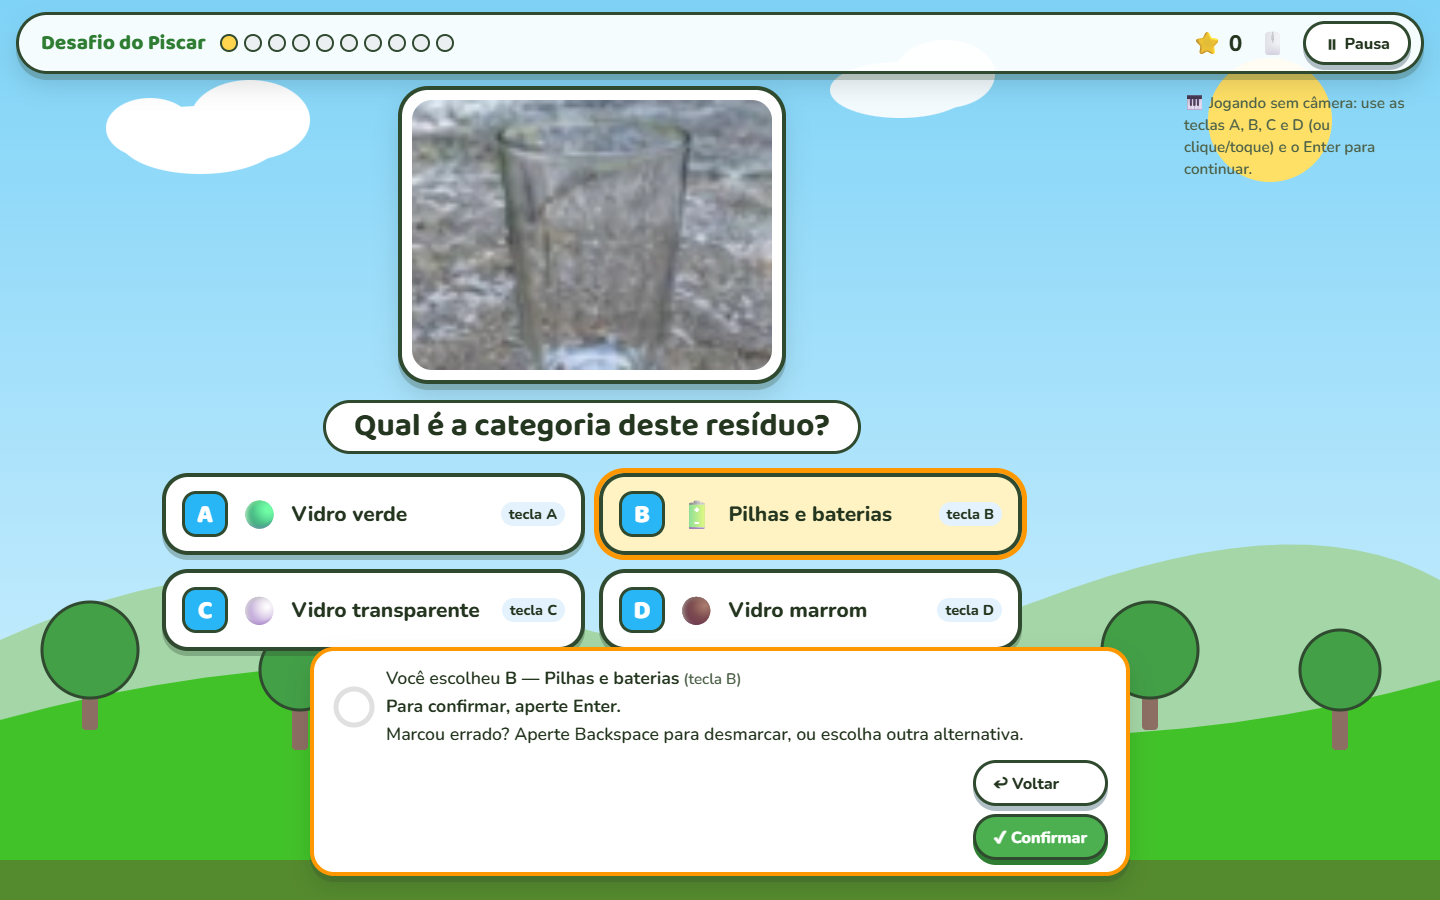 Desafio do Piscar
0
Pausa
Jogando sem câmera: use as
teclas A, B, C e D (ou
clique/toque) e o Enter para
continuar.
Qual é a categoria deste resíduo?
A Vidro verde tecla A
B Pilhas e baterias tecla B
C Vidro transparente tecla C
D Vidro marrom tecla D
Você escolheu B — Pilhas e baterias (tecla B)
Para confirmar, aperte Enter.
Marcou errado? Aperte Backspace para desmarcar, ou escolha outra alternativa.
↩ Voltar
✓ Confirmar